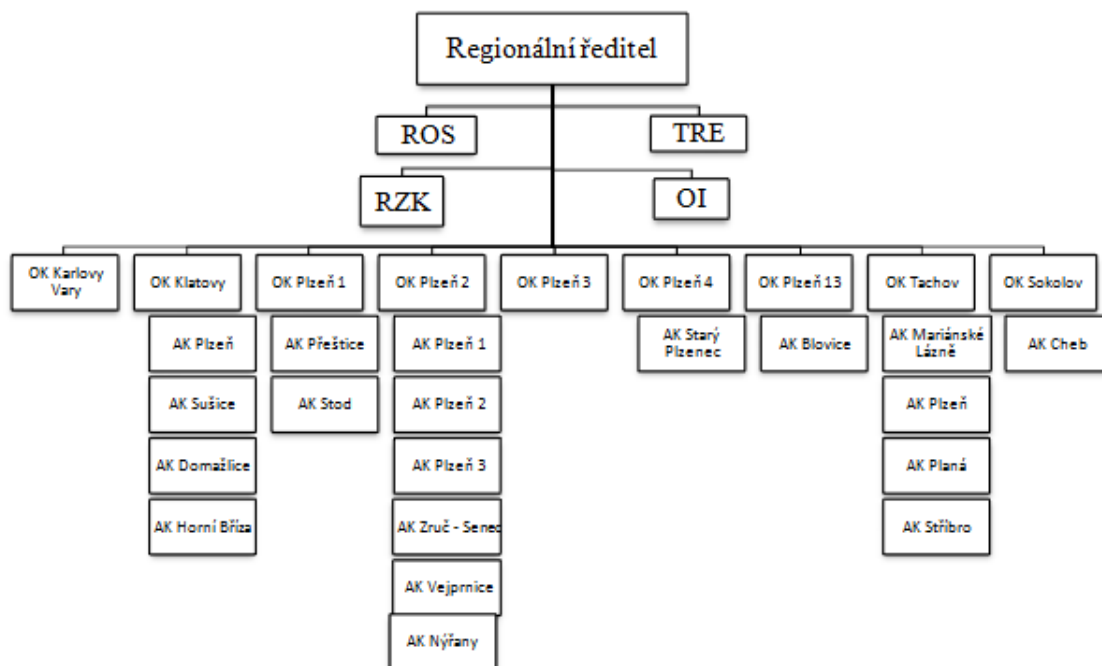 Regionální ředitel
ROS
TRE
RZK
OI
OK Karlovy
Vary
OK Klatovy
OK Plzeň 1
OK Plzeň 2
OK Plzeň 3
OK Plzeň 4
OK Plzeň 13
OK Tachov
OK Sokolov
AK Plzeň
AK Přeštice
AK Plzeň 1
AK Starý
Plzenec
AK Blovice
AK Mariánské
Lázně
AK Cheb
AK Sušice
AK Stod
AK Plzeň 2
AK Plzeň
AK Domažlice
AK Plzeň 3
AK Planá
AK Horní Bříza
AK Zruč - Senec
AK Stříbro
AK Vejprnice
AK Nýřany